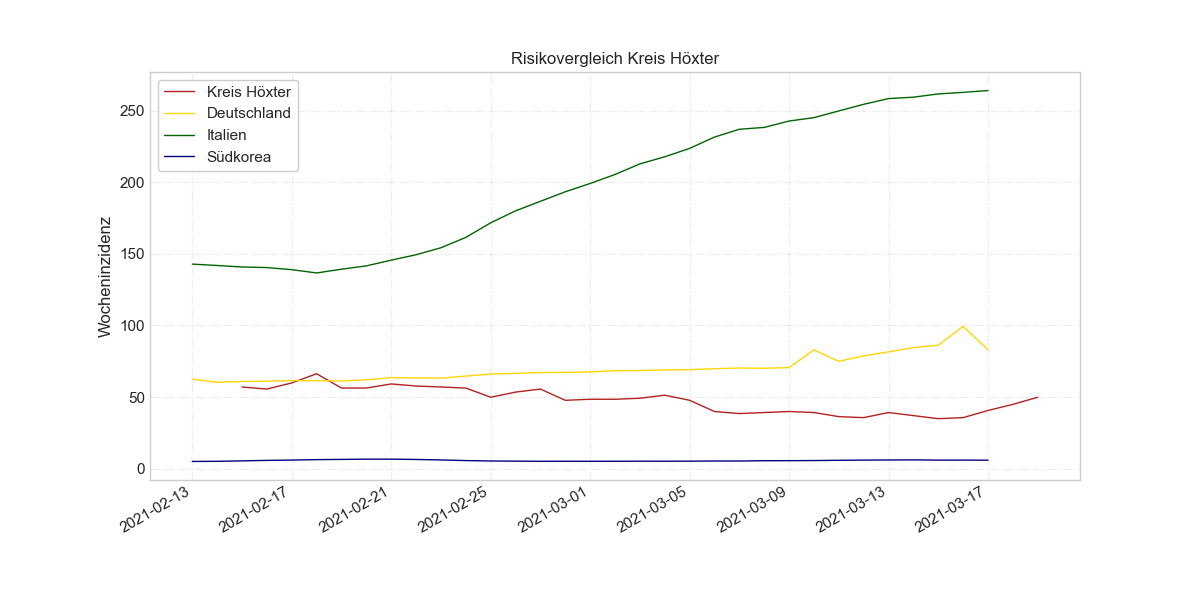 Risikovergleich Kreis Höxter
Kreis Höxter
Deutschland
Italien
Südkorea
Wocheninzidenz
250
200
150
100
50
0
2021-02-13
2021-02-17
2021-02-21
2021-02-25
2021-03-01
2021-03-05
2021-03-09
2021-03-13
2021-03-17